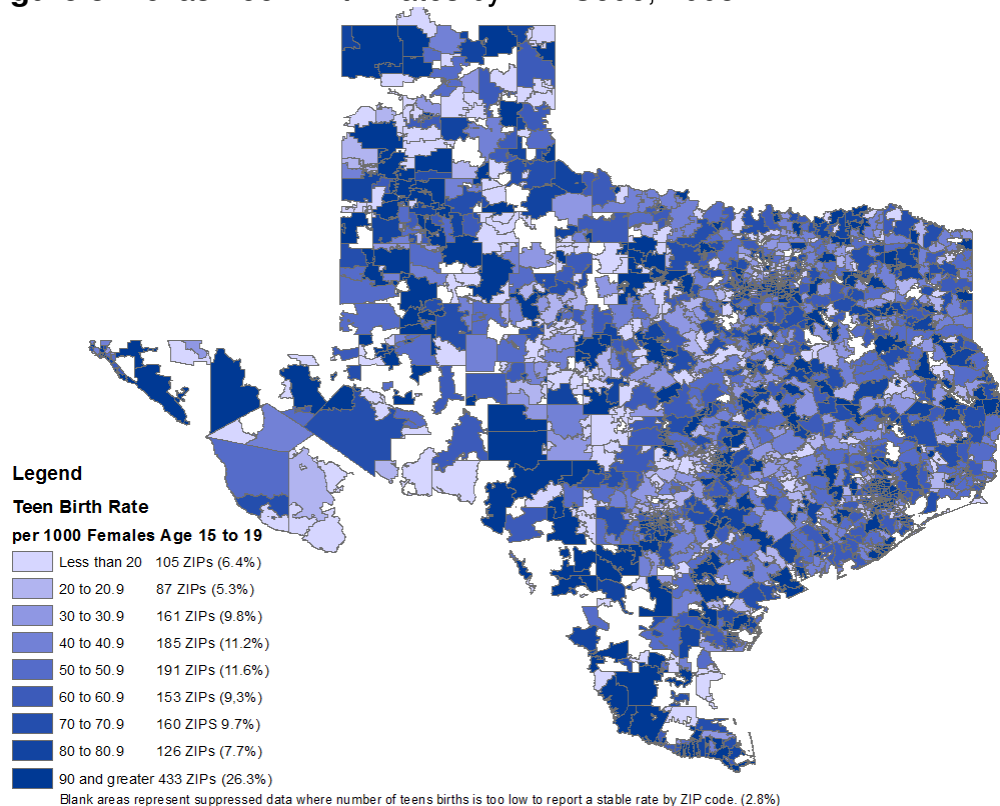 by
Legend
Teen Birth Rate
per 1000 Females Age 15 to 19
Less than 20 105 ZIPs (6.4%)
20 to 20.9 87 ZIPs (5.3%)
30 to 30.9 161 ZIPs (9.8%)
40 to 40.9 185 ZIPs (11.2%)
50 to 50.9 191 ZIPs (11.6%)
60 to 60.9 153 ZIPs (9,3%)
70 to 70.9 160 ZIPS 9.7%)
80 to 80.9 126 ZIPs (7.7%)
90 and greater 433 ZIPs (26.3%)
Blank areas represent suppressed data where number of teens births is too low to report a stable rate by ZIP code. (2.8%)